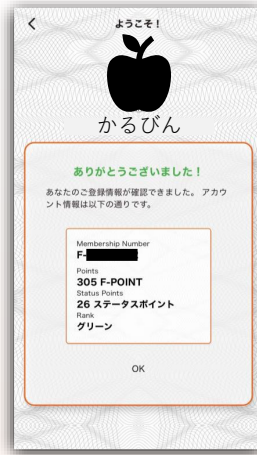 ようこそ！
かるびん
ありがとうございました！
あなたのご登録情報が確認できました。 アカウ
ント情報は以下の通りです。
Membership Number
F-
Points
305 F-POINT
Status Points
26 ステータスポイント
Rank
グリーン
OK